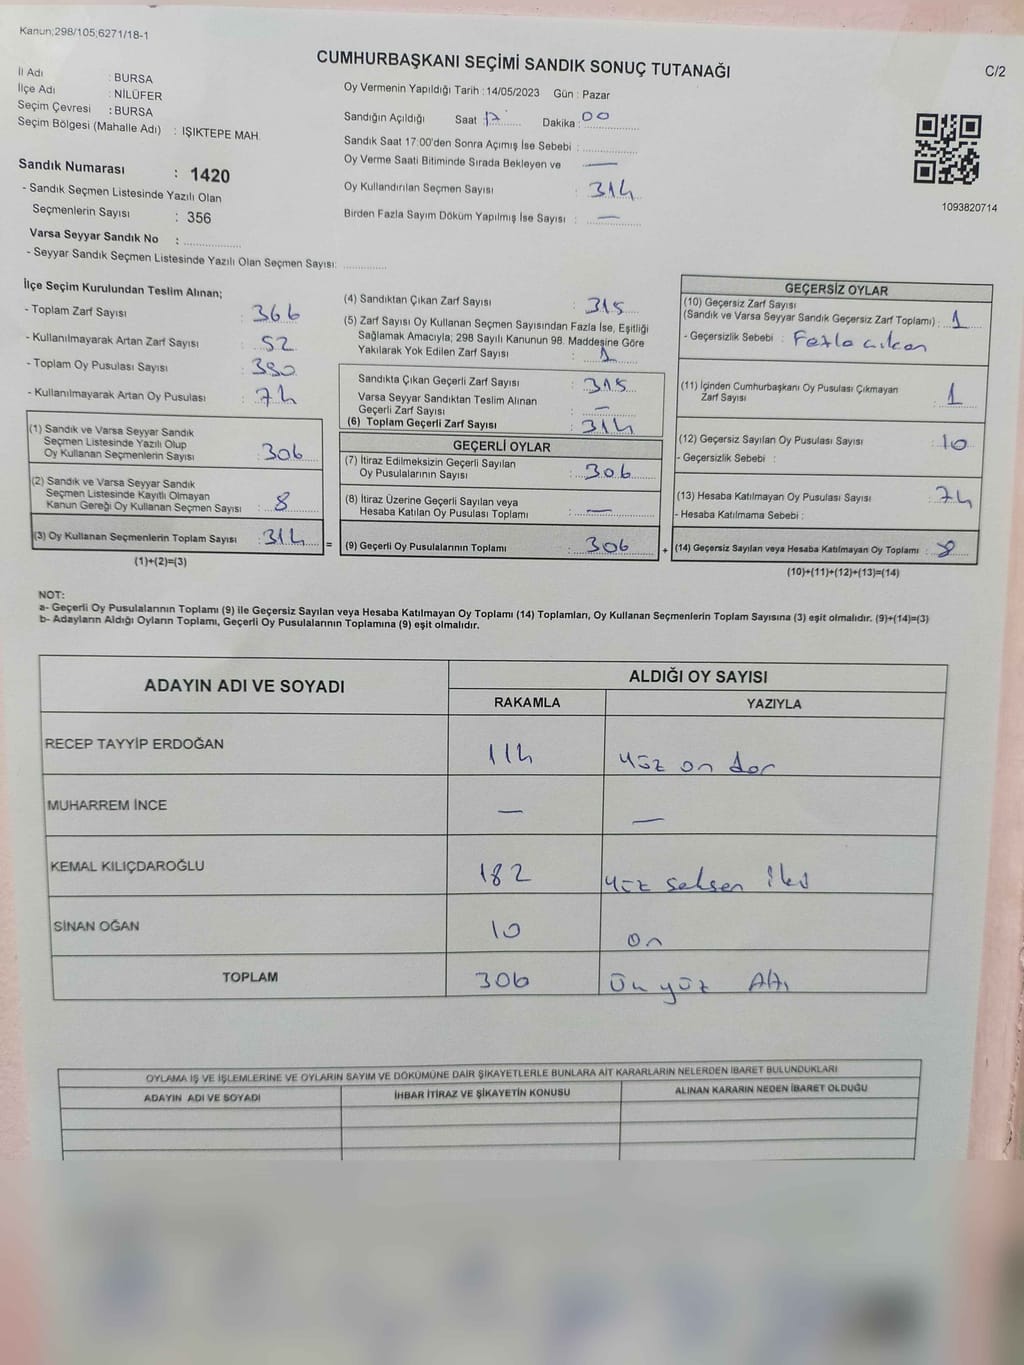 Kanun;298/105;6271/18-1
CUMHURBAŞKANI SEÇİMİ SANDIK SONUÇ TUTANAĞI
C/2
İl Adı : BURSA
İlçe Adı : NİLÜFER
Seçim Çevresi : BURSA
Seçim Bölgesi (Mahalle Adı) : IŞIKTEPE MAH.
Sandık Numarası : 1420
- Sandık Seçmen Listesinde Yazılı Olan
Seçmenlerin Sayısı : 356
Varsa Seyyar Sandık No : ................
- Seyyar Sandık Seçmen Listesinde Yazılı Olan Seçmen Sayısı: ............
Oy Vermenin Yapıldığı Tarih : 14/05/2023 Gün : Pazar
Sandığın Açıldığı Saat : 17 Dakika : 00
Sandık Saat 17:00'den Sonra Açımış İse Sebebi : ..............
Oy Verme Saati Bitiminde Sırada Bekleyen ve —
Oy Kullandırılan Seçmen Sayısı : 314
Birden Fazla Sayım Döküm Yapılmış İse Sayısı : —
1093820714
İlçe Seçim Kurulundan Teslim Alınan;
- Toplam Zarf Sayısı : 366
- Kullanılmayarak Artan Zarf Sayısı : 52
- Toplam Oy Pusulası Sayısı : 380
- Kullanılmayarak Artan Oy Pusulası : 74
(1) Sandık ve Varsa Seyyar Sandık
Seçmen Listesinde Yazılı Olup
Oy Kullanan Seçmenlerin Sayısı : 306
(2) Sandık ve Varsa Seyyar Sandık
Seçmen Listesinde Kayıtlı Olmayan
Kanun Gereği Oy Kullanan Seçmen Sayısı : 8
(3) Oy Kullanan Seçmenlerin Toplam Sayısı : 314
(1)+(2)=(3)
=
(4) Sandıktan Çıkan Zarf Sayısı : 315
(5) Zarf Sayısı Oy Kullanan Seçmen Sayısından Fazla İse, Eşitliği
Sağlamak Amacıyla; 298 Sayılı Kanunun 98. Maddesine Göre
Yakılarak Yok Edilen Zarf Sayısı : 1
Sandıkta Çıkan Geçerli Zarf Sayısı : 315
Varsa Seyyar Sandıktan Teslim Alınan
Geçerli Zarf Sayısı : —
(6) Toplam Geçerli Zarf Sayısı : 314
GEÇERLİ OYLAR
(7) İtiraz Edilmeksizin Geçerli Sayılan
Oy Pusulalarının Sayısı : 306
(8) İtiraz Üzerine Geçerli Sayılan veya
Hesaba Katılan Oy Pusulası Toplamı : —
(9) Geçerli Oy Pusulalarının Toplamı : 306
+
GEÇERSİZ OYLAR
(10) Geçersiz Zarf Sayısı
(Sandık ve Varsa Seyyar Sandık Geçersiz Zarf Toplamı) : 1
- Geçersizlik Sebebi : Fazla çıkan
(11) İçinden Cumhurbaşkanı Oy Pusulası Çıkmayan
Zarf Sayısı : 1
(12) Geçersiz Sayılan Oy Pusulası Sayısı : 10
- Geçersizlik Sebebi :
(13) Hesaba Katılmayan Oy Pusulası Sayısı : 74
- Hesaba Katılmama Sebebi :
(14) Geçersiz Sayılan veya Hesaba Katılmayan Oy Toplamı : 8
(10)+(11)+(12)+(13)=(14)
NOT:
a- Geçerli Oy Pusulalarının Toplamı (9) ile Geçersiz Sayılan veya Hesaba Katılmayan Oy Toplamı (14) Toplamları, Oy Kullanan Seçmenlerin Toplam Sayısına (3) eşit olmalıdır. (9)+(14)=(3)
b- Adayların Aldığı Oyların Toplamı, Geçerli Oy Pusulalarının Toplamına (9) eşit olmalıdır.
ADAYIN ADI VE SOYADI
ALDIĞI OY SAYISI
RAKAMLA YAZIYLA
RECEP TAYYİP ERDOĞAN 114 yüz on dor
MUHARREM İNCE — —
KEMAL KILIÇDAROĞLU 182 yüz seksen iki
SİNAN OĞAN 10 on
TOPLAM 306 Üç yüz Altı
OYLAMA İŞ VE İŞLEMLERİNE VE OYLARIN SAYIM VE DÖKÜMÜNE DAİR ŞİKAYETLERLE BUNLARA AİT KARARLARIN NELERDEN İBARET BULUNDUKLARI
ADAYIN ADI VE SOYADI İHBAR İTİRAZ VE ŞİKAYETİN KONUSU ALINAN KARARIN NEDEN İBARET OLDUĞU